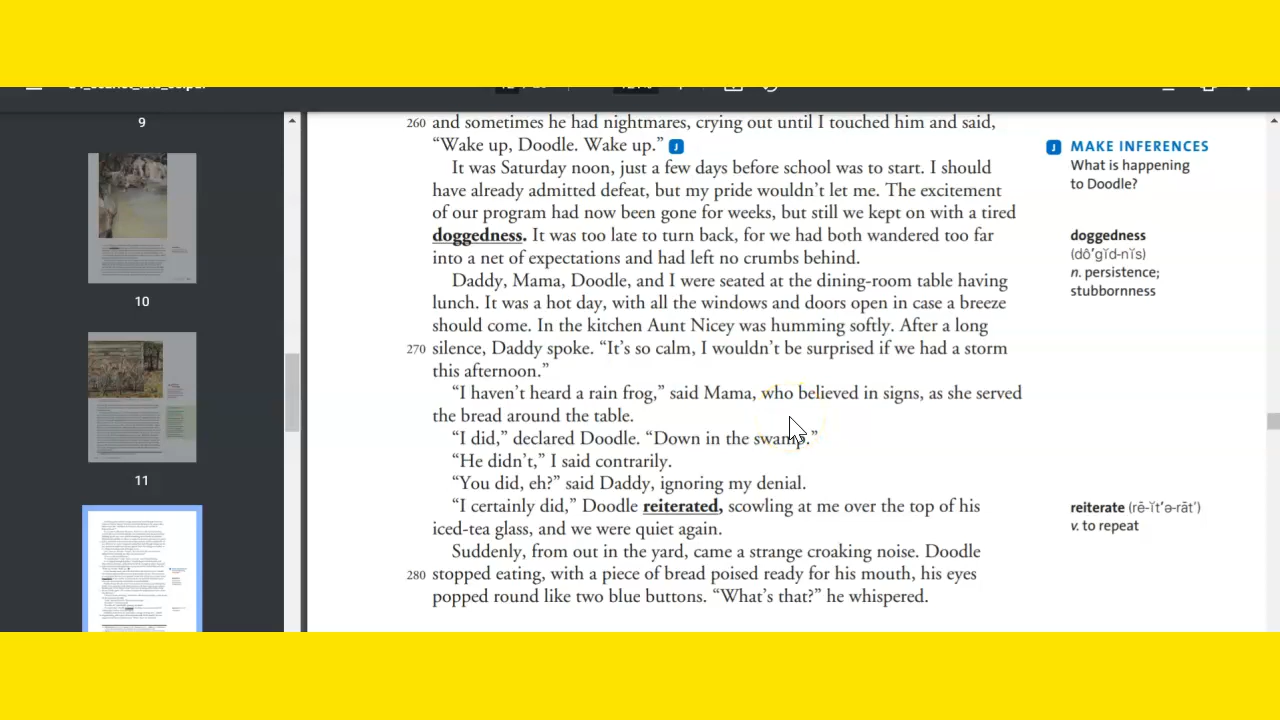 9
10
11
260 and sometimes he had nightmares, crying out until I touched him and said,
“Wake up, Doodle. Wake up.” J
It was Saturday noon, just a few days before school was to start. I should
have already admitted defeat, but my pride wouldn’t let me. The excitement
of our program had now been gone for weeks, but still we kept on with a tired
doggedness. It was too late to turn back, for we had both wandered too far
into a net of expectations and had left no crumbs behind.
Daddy, Mama, Doodle, and I were seated at the dining-room table having
lunch. It was a hot day, with all the windows and doors open in case a breeze
should come. In the kitchen Aunt Nicey was humming softly. After a long
270 silence, Daddy spoke. “It’s so calm, I wouldn’t be surprised if we had a storm
this afternoon.”
“I haven’t heard a rain frog,” said Mama, who believed in signs, as she served
the bread around the table.
“I did,” declared Doodle. “Down in the swamp.”
“He didn’t,” I said contrarily.
“You did, eh?” said Daddy, ignoring my denial.
“I certainly did,” Doodle reiterated, scowling at me over the top of his
iced-tea glass, and we were quiet again.
Suddenly, from out in the yard, came a strange croaking noise. Doodle
280 stopped eating, with a piece of bread poised ready for his mouth, his eyes
popped round like two blue buttons. “What’s that?” he whispered.
J MAKE INFERENCES
What is happening
to Doodle?
doggedness
(dô′gĭd-nĭs)
n. persistence;
stubbornness
reiterate (rē-ĭt′ə-rāt′)
v. to repeat